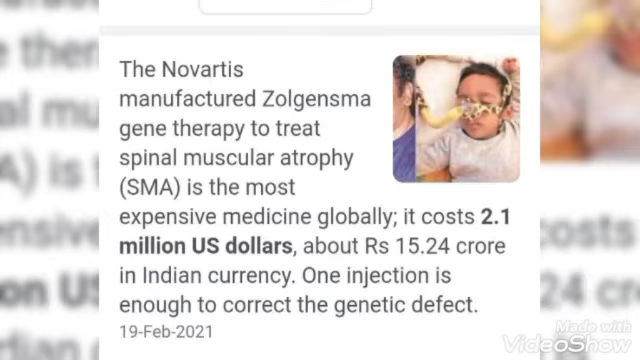 The Novartis
manufactured Zolgensma
gene therapy to treat
spinal muscular atrophy
(SMA) is the most
expensive medicine globally; it costs 2.1
million US dollars, about Rs 15.24 crore
in Indian currency. One injection is
enough to correct the genetic defect.
19-Feb-2021
Made with
VideoShow